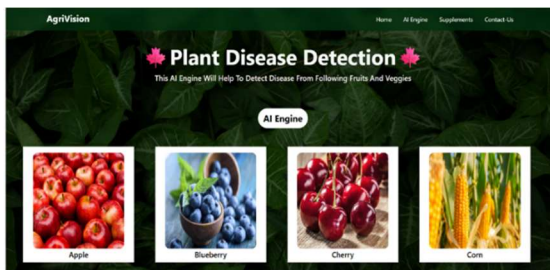 AgriVision
Home AI Engine Supplements Contact-Us
Plant Disease Detection
This AI Engine Will Help To Detect Disease From Following Fruits And Veggies
AI Engine
Apple Blueberry Cherry Corn